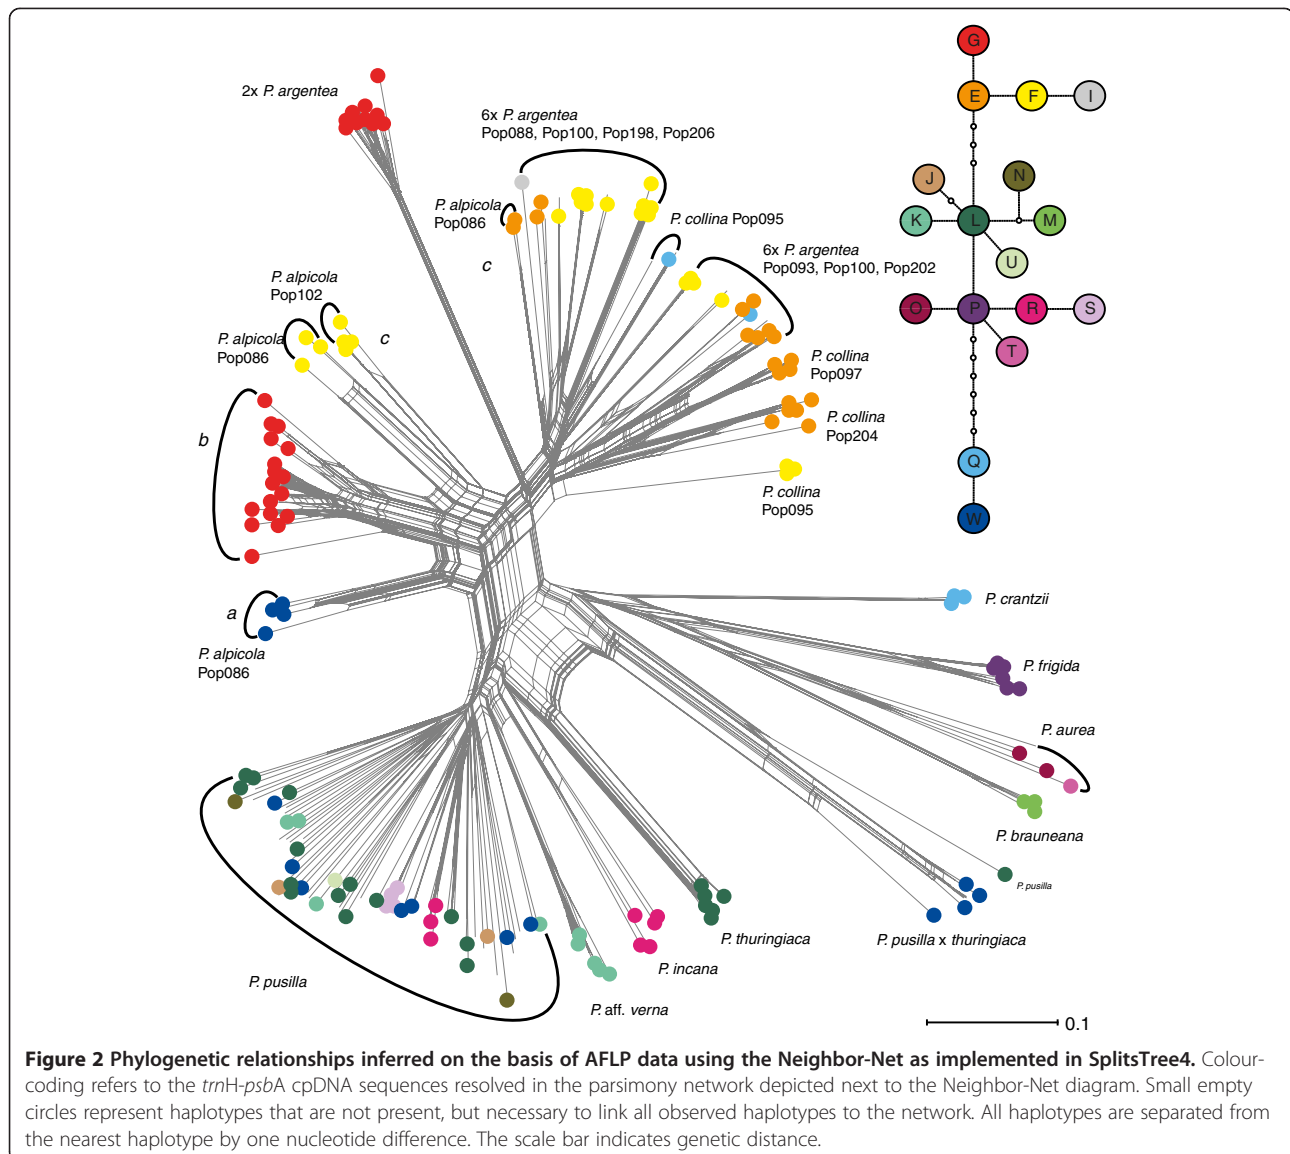 2x P. argentea
6x P. argentea
Pop088, Pop100, Pop198, Pop206
P. alpicola
Pop086
c
P. collina Pop095
6x P. argentea
Pop093, Pop100, Pop202
P. alpicola
Pop102
c
P. alpicola
Pop086
b
P. collina
Pop097
P. collina
Pop204
P. collina
Pop095
a
P. alpicola
Pop086
P. crantzii
P. frigida
P. aurea
P. brauneana
P. pusilla
P. pusilla x thuringiaca
P. thuringiaca
P. incana
P. aff. verna
P. pusilla
G
E
F
I
J
N
K
L
M
U
O
P
R
S
T
Q
W
0.1
Figure 2 Phylogenetic relationships inferred on the basis of AFLP data using the Neighbor-Net as implemented in SplitsTree4. Colour-
coding refers to the trnH-psbA cpDNA sequences resolved in the parsimony network depicted next to the Neighbor-Net diagram. Small empty
circles represent haplotypes that are not present, but necessary to link all observed haplotypes to the network. All haplotypes are separated from
the nearest haplotype by one nucleotide difference. The scale bar indicates genetic distance.